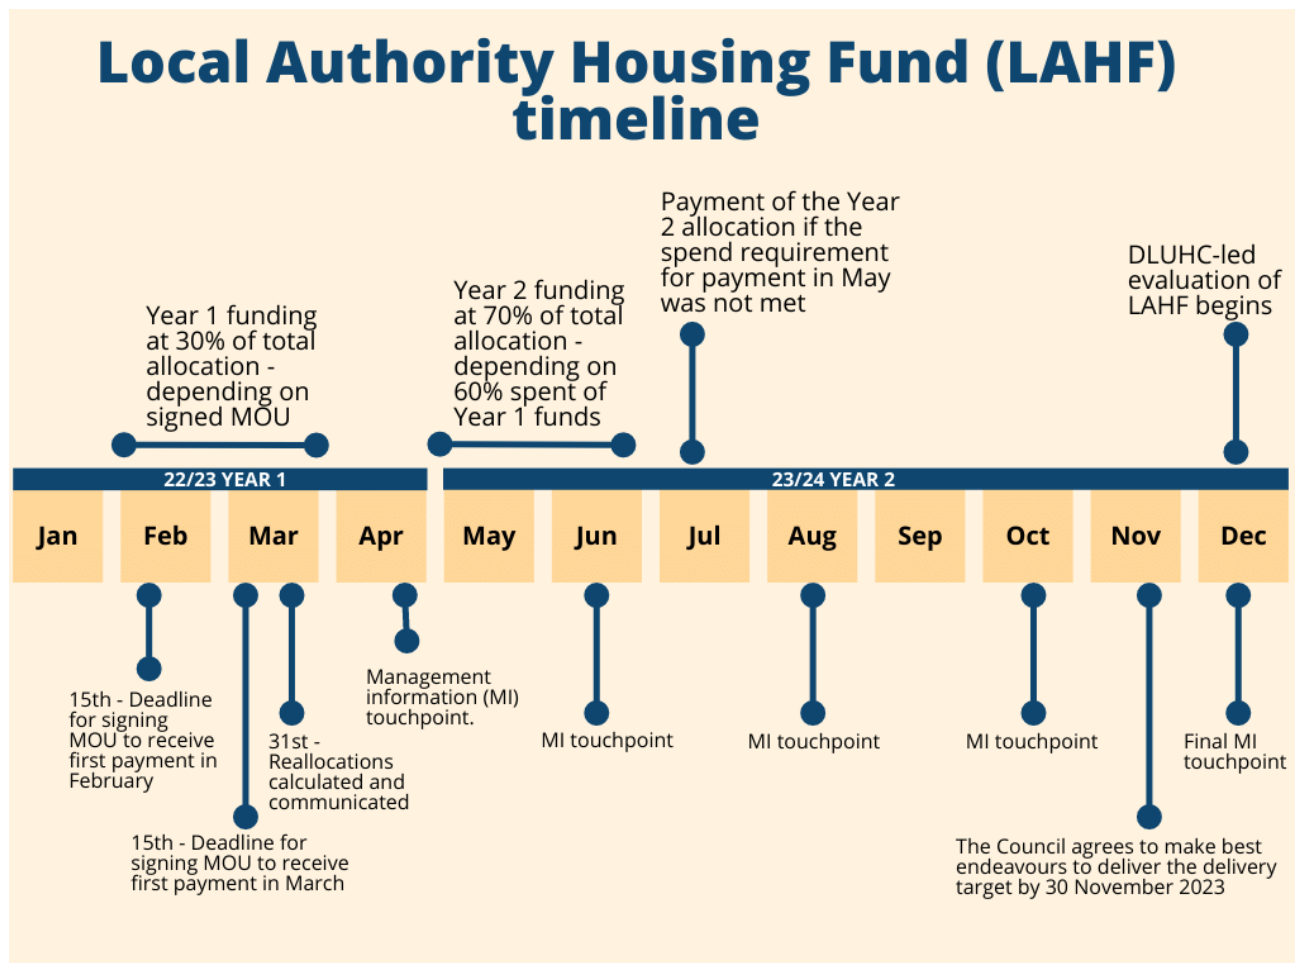 Local Authority Housing Fund (LAHF)
timeline
Year 1 funding
at 30% of total
allocation -
depending on
signed MOU
Year 2 funding
at 70% of total
allocation -
depending on
60% spent of
Year 1 funds
Payment of the Year
2 allocation if the
spend requirement
for payment in May
was not met
DLUHC-led
evaluation of
LAHF begins
22/23 YEAR 1
23/24 YEAR 2
Jan
Feb
Mar
Apr
May
Jun
Jul
Aug
Sep
Oct
Nov
Dec
15th - Deadline
for signing
MOU to receive
first payment in
February
15th - Deadline for
signing MOU to receive
first payment in March
31st -
Reallocations
calculated and
communicated
Management
information (MI)
touchpoint.
MI touchpoint
MI touchpoint
MI touchpoint
The Council agrees to make best
endeavours to deliver the delivery
target by 30 November 2023
Final MI
touchpoint